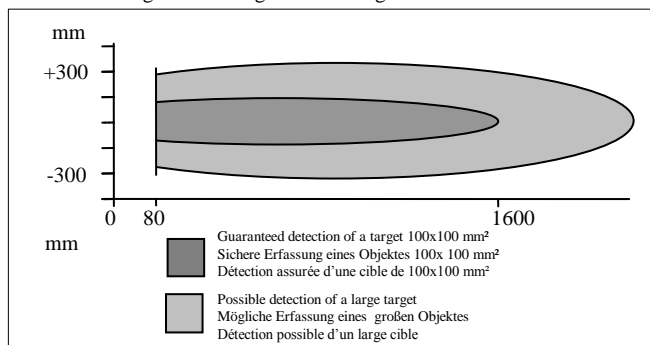 mm
+300
-300
0 80 1600
mm
Guaranteed detection of a target 100x100 mm²
Sichere Erfassung eines Objektes 100x 100 mm²
Détection assurée d'une cible de 100x100 mm²
Possible detection of a large target
Mögliche Erfassung eines großen Objektes
Détection possible d'un large cible